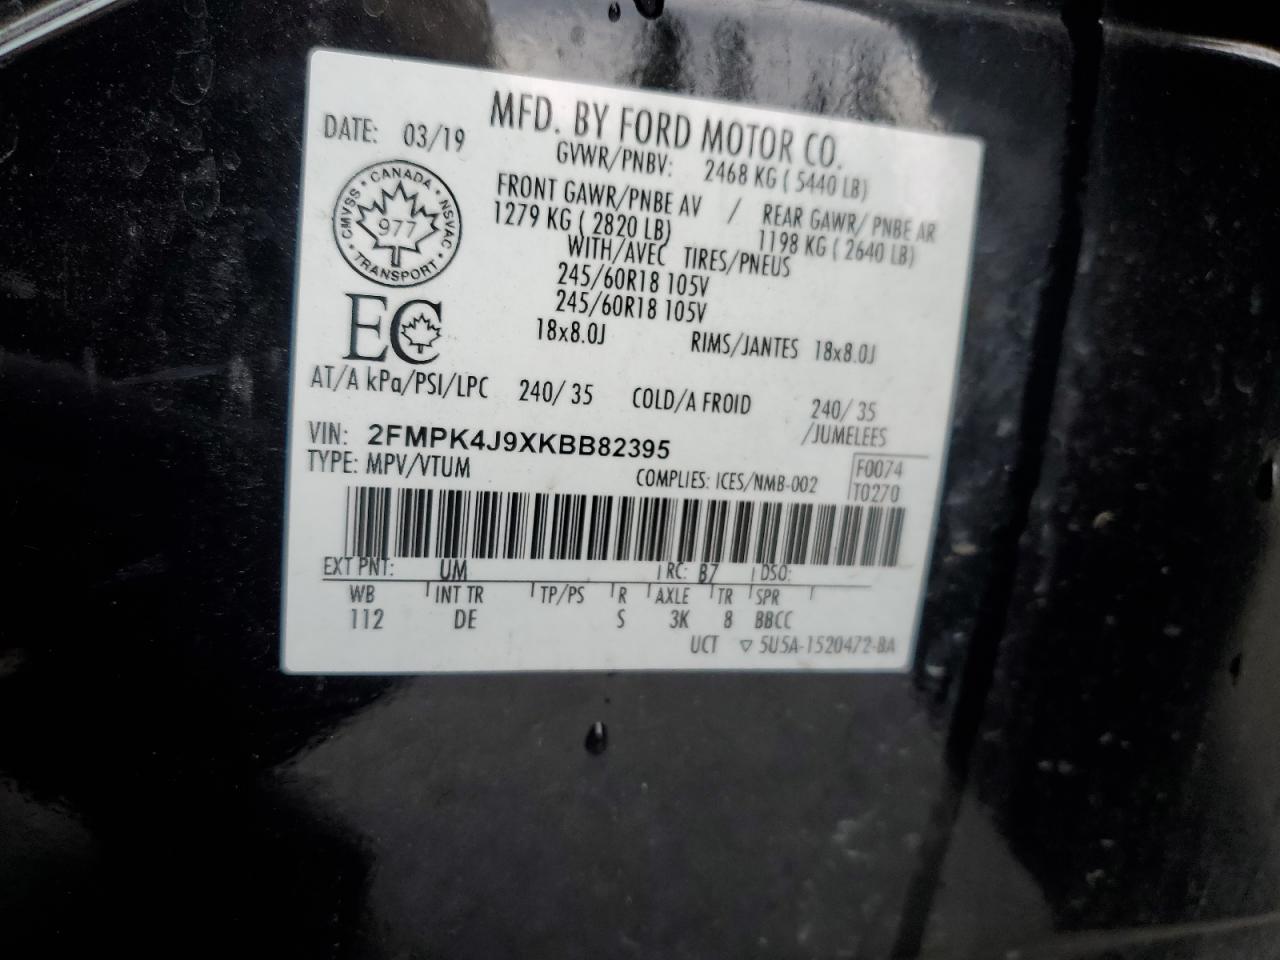 MFD. BY FORD MOTOR CO.
DATE: 03/19
GVWR/PNBV: 2468 KG ( 5440 LB)
FRONT GAWR/PNBE AV / REAR GAWR/ PNBE AR
1279 KG ( 2820 LB) 1198 KG ( 2640 LB)
WITH/AVEC TIRES/PNEUS
245/60R18 105V
245/60R18 105V
18x8.0J RIMS/JANTES 18x8.0J
CANADA
CMVSS 977 NSVAC
TRANSPORT
EC
AT/A kPa/PSI/LPC 240/ 35 COLD/A FROID 240/ 35
/JUMELEES
VIN: 2FMPK4J9XKBB82395
TYPE: MPV/VTUM COMPLIES: ICES/NMB-002
F0074
T0270
EXT PNT: UM RC: B7 DSO:
WB INT TR TP/PS R AXLE TR SPR
112 DE S 3K 8 BBCC
UCT ▽ 5U5A-1520472-BA